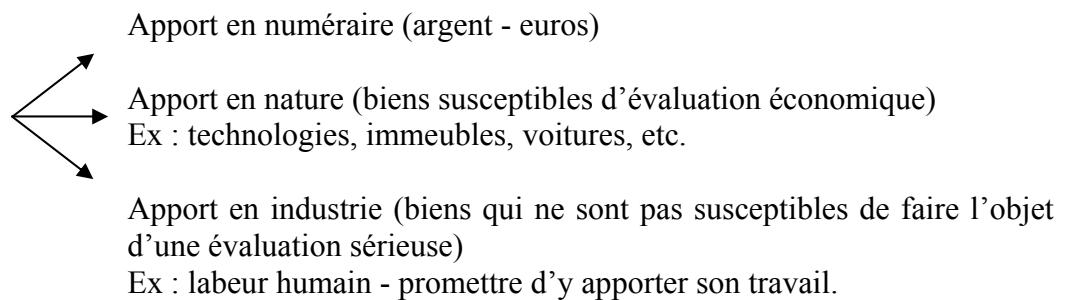 Apport en numéraire (argent - euros)
Apport en nature (biens susceptibles d’évaluation économique)
Ex : technologies, immeubles, voitures, etc.
Apport en industrie (biens qui ne sont pas susceptibles de faire l’objet
d’une évaluation sérieuse)
Ex : labeur humain - promettre d’y apporter son travail.